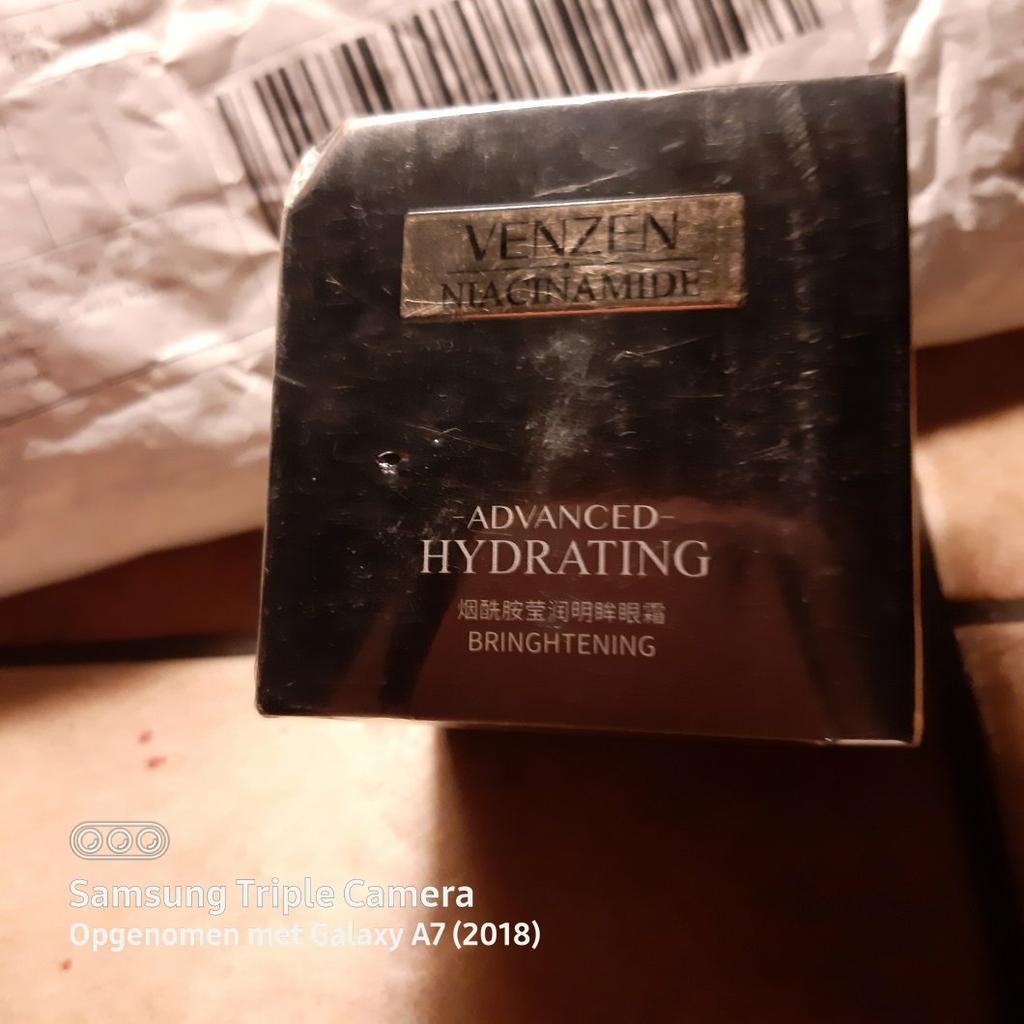 VENZEN
NIACINAMIDE
-ADVANCED-
HYDRATING
烟酰胺莹润明眸眼霜
BRINGHTENING
Samsung Triple Camera
Opgenomen met Galaxy A7 (2018)